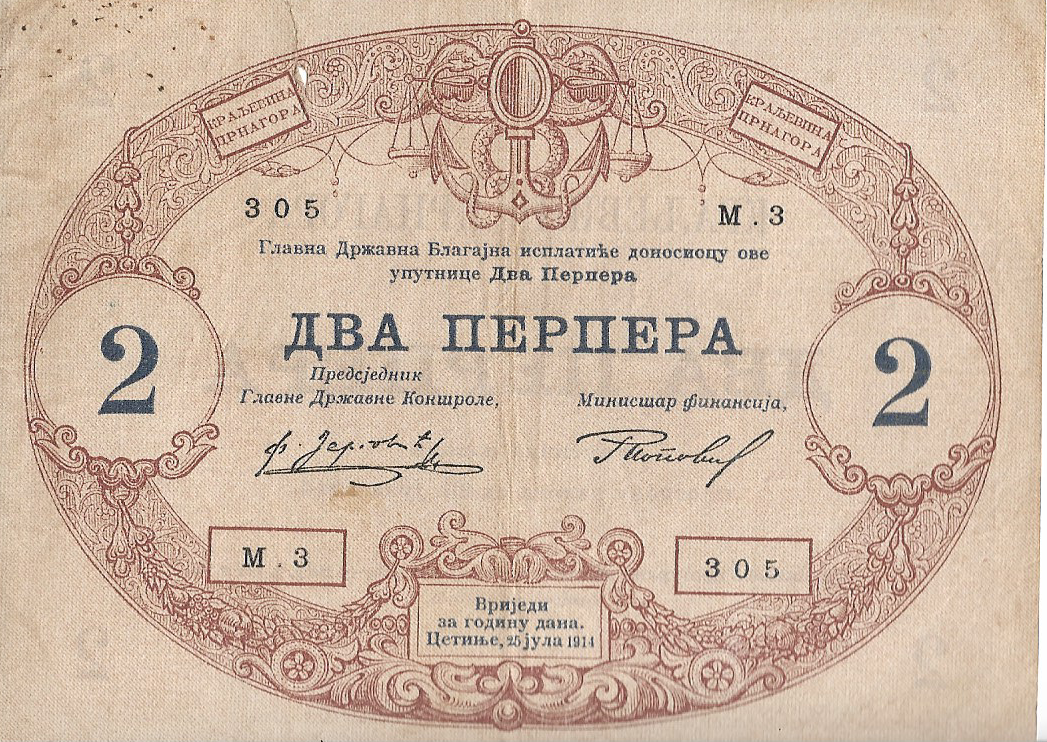 КРАЉЕВИНА
ЦРНАГОРА
КРАЉЕВИНА
ЦРНАГОРА
305
М.3
Главна Државна Благајна исплатиће доносиоцу ове
упутнице Два Перпера
ДВА ПЕРПЕРА
2
2
Предсједник
Главне Државне Контроле,
Министар финансија,
М.3
305
Вриједи
за годину дана.
Цетиње, 25 јула 1914